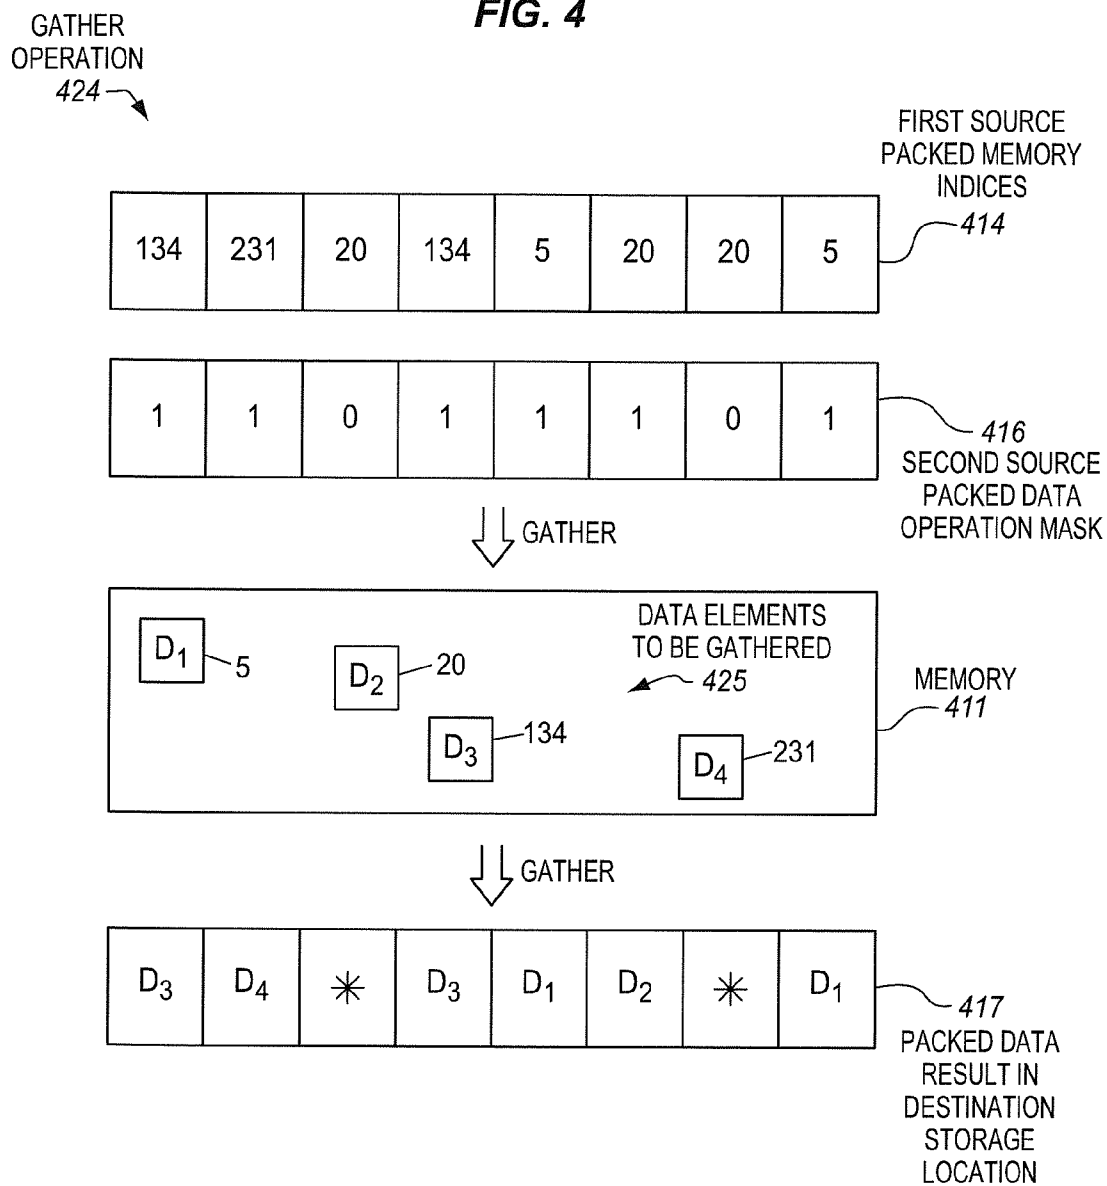 FIG. 4
GATHER
OPERATION
424
FIRST SOURCE
PACKED MEMORY
INDICES
414
134 231 20 134 5 20 20 5
1 1 0 1 1 1 0 1
416
SECOND SOURCE
PACKED DATA
OPERATION MASK
GATHER
DATA ELEMENTS
TO BE GATHERED
425
D₁ 5
D₂ 20
D₃ 134
D₄ 231
MEMORY
411
GATHER
D₃ D₄ * D₃ D₁ D₂ * D₁
417
PACKED DATA
RESULT IN
DESTINATION
STORAGE
LOCATION